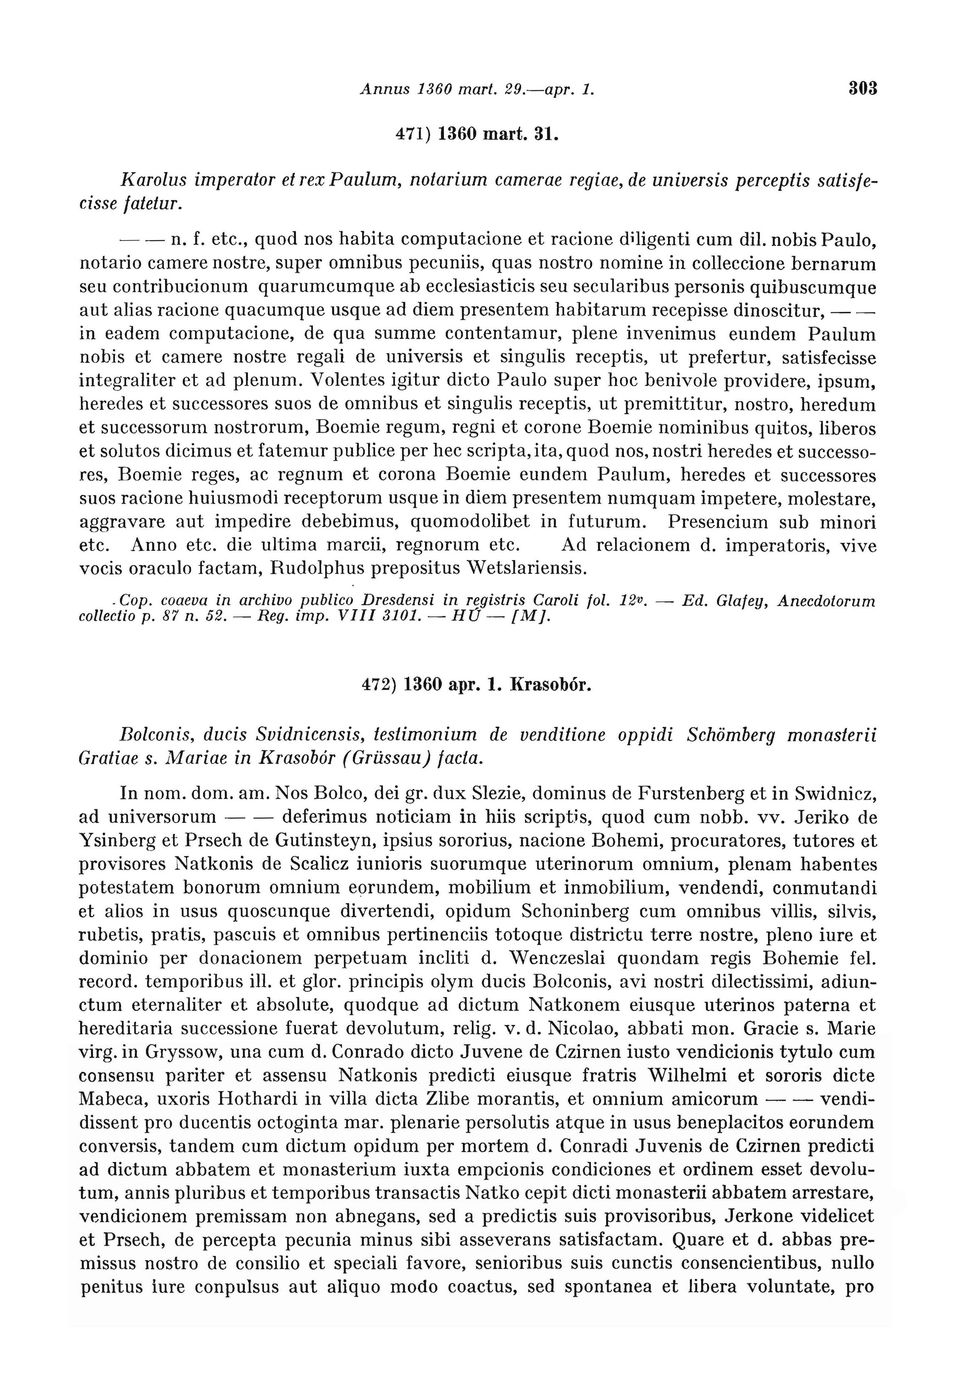 Annus 1360 mart. 29.—apr. 1. 303
471) 1360 mart. 31.
Karolus imperator et rex Paulum, notarium camerae regiae, de universis perceptis satisfe-
cisse fatetur.
— — n. f. etc., quod nos habita computacione et racione diligenti cum dil. nobis Paulo,
notario camere nostre, super omnibus pecuniis, quas nostro nomine in colleccione bernarum
seu contribucionum quarumcumque ab ecclesiasticis seu secularibus personis quibuscumque
aut alias racione quacumque usque ad diem presentem habitarum recepisse dinoscitur, — —
in eadem computacione, de qua summe contentamur, plene invenimus eundem Paulum
nobis et camere nostre regali de universis et singulis receptis, ut prefertur, satisfecisse
integraliter et ad plenum. Volentes igitur dicto Paulo super hoc benivole providere, ipsum,
heredes et successores suos de omnibus et singulis receptis, ut premittitur, nostro, heredum
et successorum nostrorum, Boemie regum, regni et corone Boemie nominibus quitos, liberos
et solutos dicimus et fatemur publice per hec scripta, ita, quod nos, nostri heredes et successo-
res, Boemie reges, ac regnum et corona Boemie eundem Paulum, heredes et successores
suos racione huiusmodi receptorum usque in diem presentem numquam impetere, molestare,
aggravare aut impedire debebimus, quomodolibet in futurum. Presencium sub minori
etc. Anno etc. die ultima marcii, regnorum etc. Ad relacionem d. imperatoris, vive
vocis oraculo factam, Rudolphus prepositus Wetslariensis.
Cop. coaeva in archivo publico Dresdensi in registris Caroli fol. 12v. — Ed. Glafey, Anecdotorum
collectio p. 87 n. 52. — Reg. imp. VIII 3101. — HÚ — [M].
472) 1360 apr. 1. Krasobór.
Bolconis, ducis Svidnicensis, testimonium de venditione oppidi Schömberg monasterii
Gratiae s. Mariae in Krasobór (Grüssau) facta.
In nom. dom. am. Nos Bolco, dei gr. dux Slezie, dominus de Furstenberg et in Swidnicz,
ad universorum — — deferimus noticiam in hiis scriptis, quod cum nobb. vv. Jeriko de
Ysinberg et Prsech de Gutinsteyn, ipsius sororius, nacione Bohemi, procuratores, tutores et
provisores Natkonis de Scalicz iunioris suorumque uterinorum omnium, plenam habentes
potestatem bonorum omnium eorundem, mobilium et inmobilium, vendendi, conmutandi
et alios in usus quoscunque divertendi, opidum Schoninberg cum omnibus villis, silvis,
rubetis, pratis, pascuis et omnibus pertinenciis totoque districtu terre nostre, pleno iure et
dominio per donacionem perpetuam incliti d. Wenczeslai quondam regis Bohemie fel.
record. temporibus ill. et glor. principis olym ducis Bolconis, avi nostri dilectissimi, adiun-
ctum eternaliter et absolute, quodque ad dictum Natkonem eiusque uterinos paterna et
hereditaria successione fuerat devolutum, relig. v. d. Nicolao, abbati mon. Gracie s. Marie
virg. in Gryssow, una cum d. Conrado dicto Juvene de Czirnen iusto vendicionis tytulo cum
consensu pariter et assensu Natkonis predicti eiusque fratris Wilhelmi et sororis dicte
Mabeca, uxoris Hothardi in villa dicta Zlibe morantis, et omnium amicorum — — vendi-
dissent pro ducentis octoginta mar. plenarie persolutis atque in usus beneplacitos eorundem
conversis, tandem cum dictum opidum per mortem d. Conradi Juvenis de Czirnen predicti
ad dictum abbatem et monasterium iuxta empcionis condiciones et ordinem esset devolu-
tum, annis pluribus et temporibus transactis Natko cepit dicti monasterii abbatem arrestare,
vendicionem premissam non abnegans, sed a predictis suis provisoribus, Jerkone videlicet
et Prsech, de percepta pecunia minus sibi asseverans satisfactam. Quare et d. abbas pre-
missus nostro de consilio et speciali favore, senioribus suis cunctis consencientibus, nullo
penitus iure conpulsus aut aliquo modo coactus, sed spontanea et libera voluntate, pro